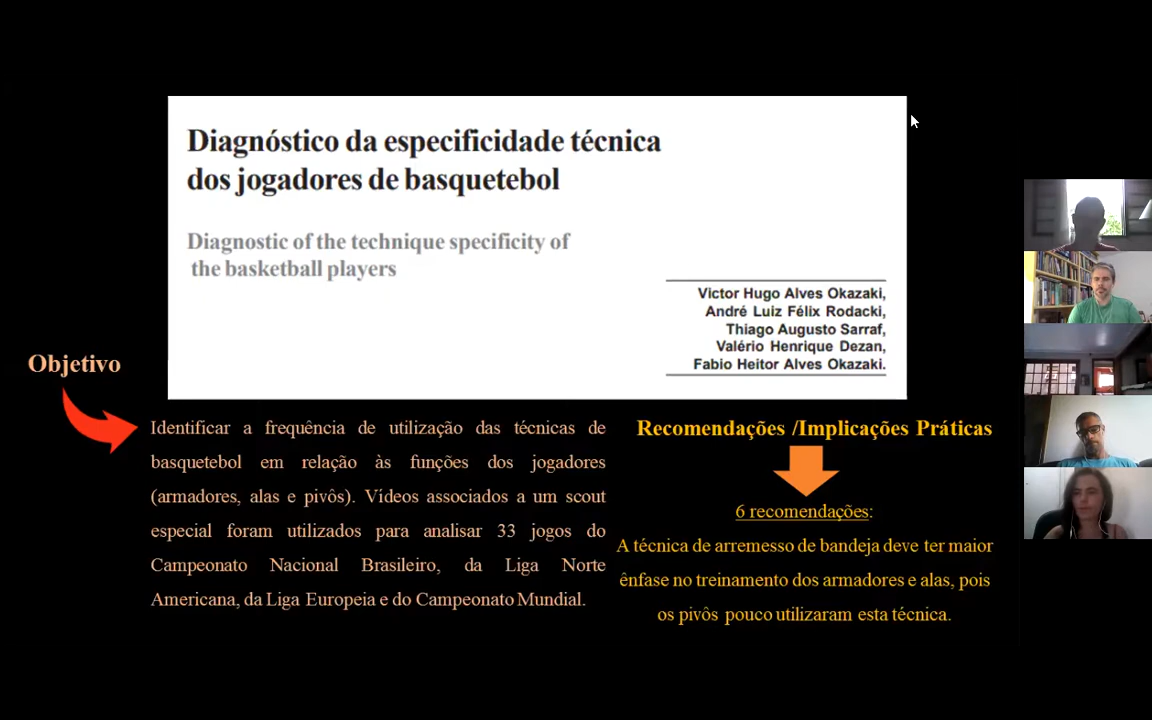 Diagnóstico da especificidade técnica
dos jogadores de basquetebol
Diagnostic of the technique specificity of
the basketball players
Victor Hugo Alves Okazaki,
André Luiz Félix Rodacki,
Thiago Augusto Sarraf,
Valério Henrique Dezan,
Fabio Heitor Alves Okazaki.
Objetivo
Identificar a frequência de utilização das técnicas de
basquetebol em relação às funções dos jogadores
(armadores, alas e pivôs). Vídeos associados a um scout
especial foram utilizados para analisar 33 jogos do
Campeonato Nacional Brasileiro, da Liga Norte
Americana, da Liga Europeia e do Campeonato Mundial.
Recomendações /Implicações Práticas
6 recomendações:
A técnica de arremesso de bandeja deve ter maior
ênfase no treinamento dos armadores e alas, pois
os pivôs pouco utilizaram esta técnica.